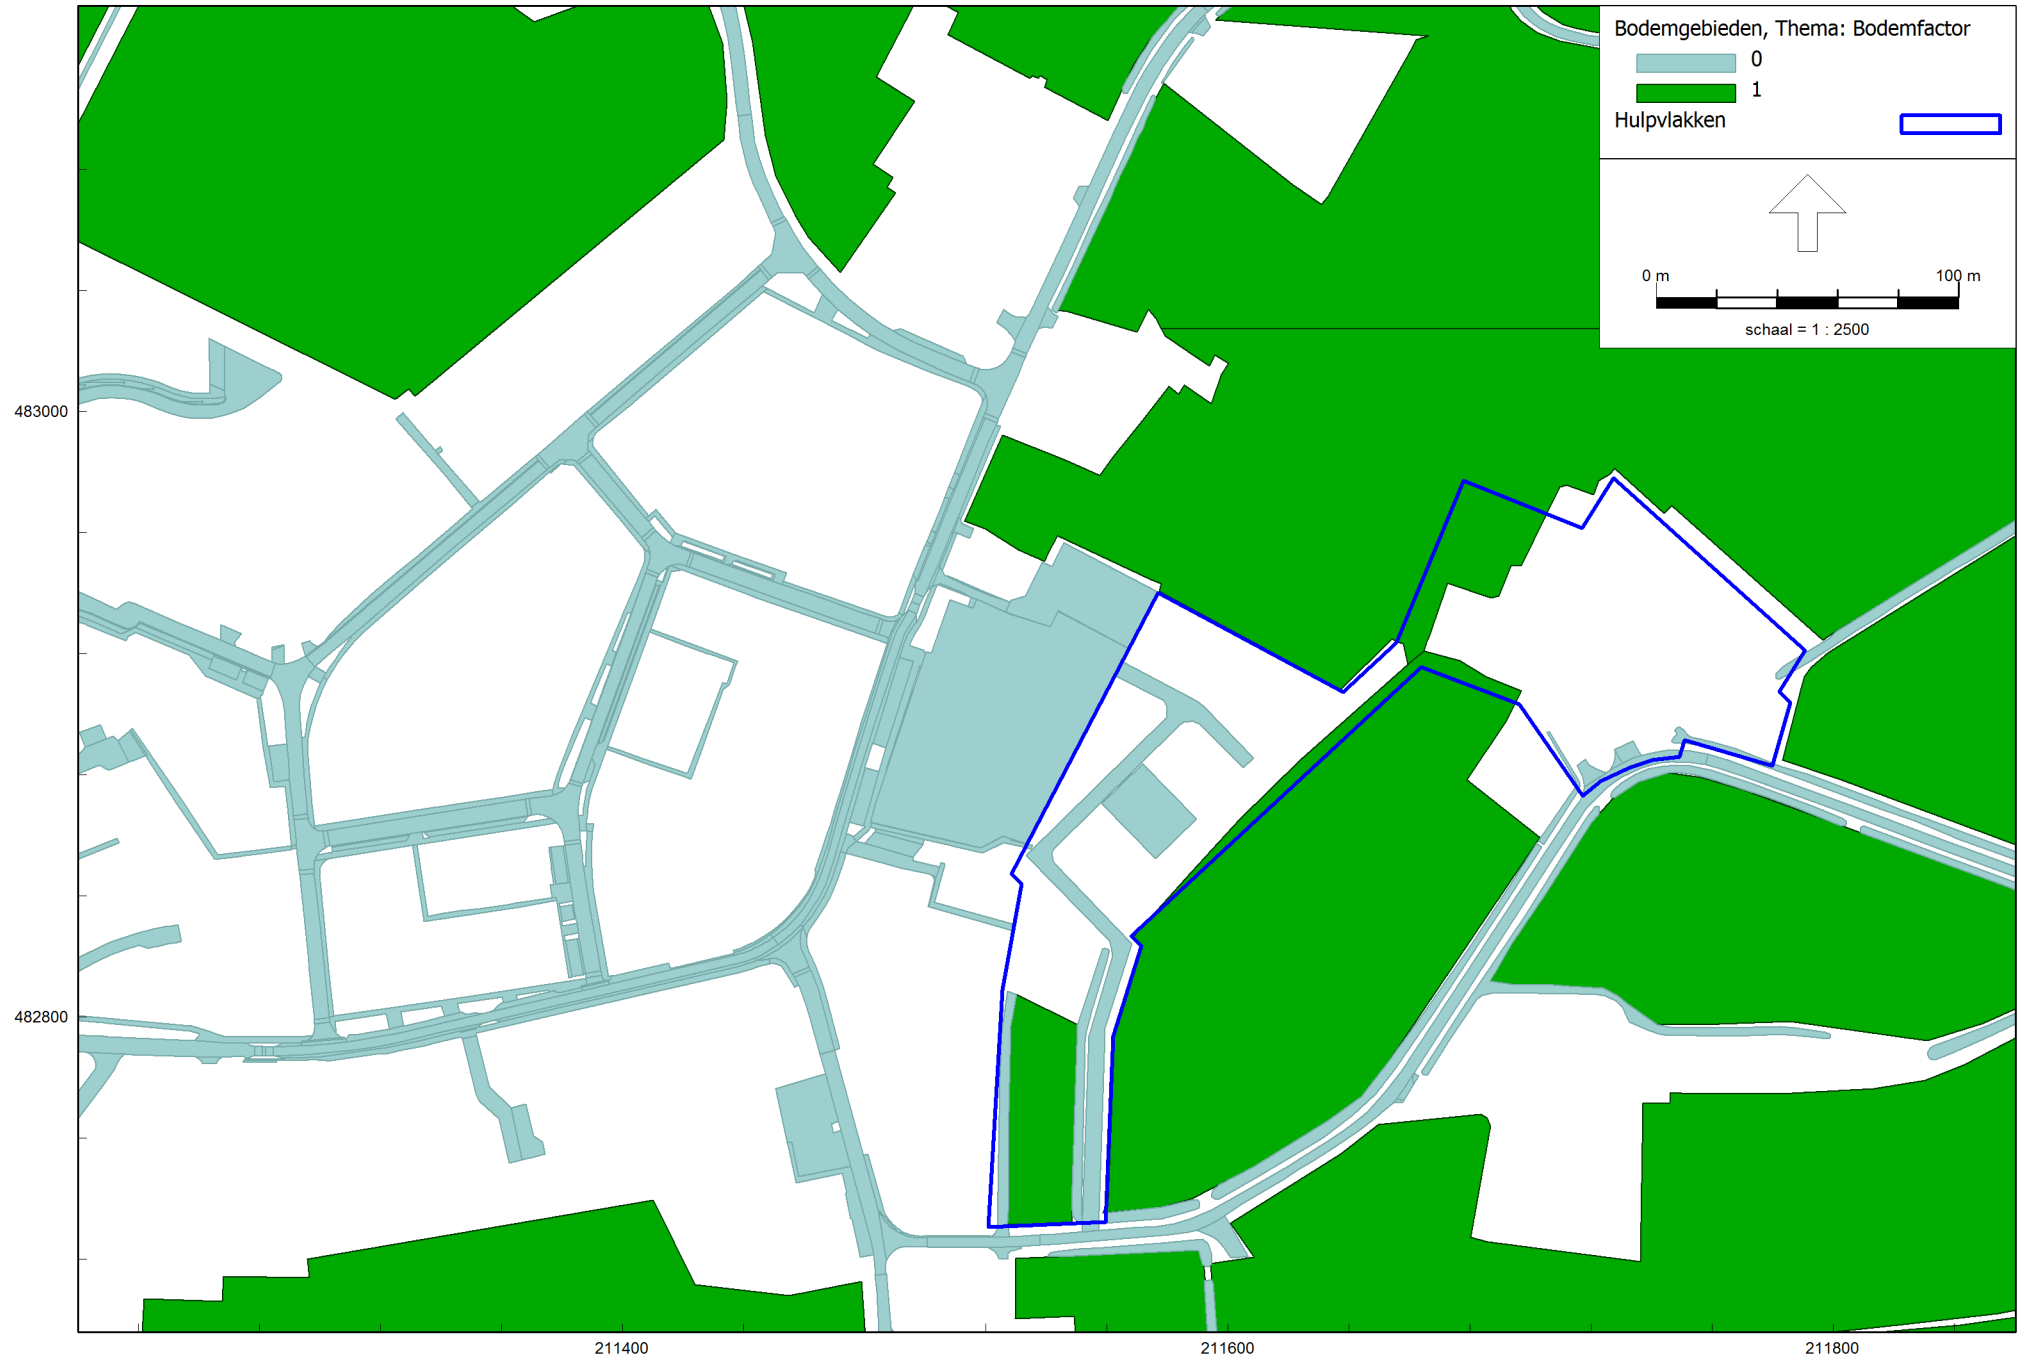 Bodemgebieden, Thema: Bodemfactor
0
1
Hulpvlakken
0 m 100 m
schaal = 1 : 2500
483000
482800
211400 211600 211800